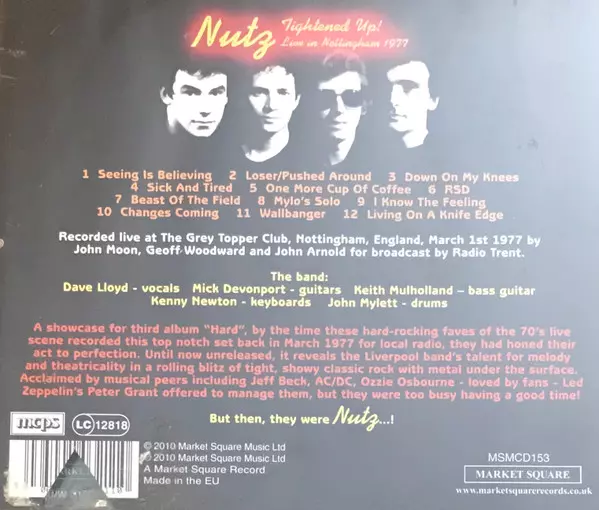 Nutz Tightened Up!
Live in Nottingham 1977
1 Seeing Is Believing 2 Loser/Pushed Around 3 Down On My Knees
4 Sick And Tired 5 One More Cup Of Coffee 6 RSD
7 Beast Of The Field 8 Mylo's Solo 9 I Know The Feeling
10 Changes Coming 11 Wallbanger 12 Living On A Knife Edge
Recorded live at The Grey Topper Club, Nottingham, England, March 1st 1977 by
John Moon, Geoff Woodward and John Arnold for broadcast by Radio Trent.
The band:
Dave Lloyd - vocals Mick Devonport - guitars Keith Mulholland – bass guitar
Kenny Newton - keyboards John Mylett - drums
A showcase for third album "Hard", by the time these hard-rocking faves of the 70's live
scene recorded this top notch set back in March 1977 for local radio, they had honed their
act to perfection. Until now unreleased, it reveals the Liverpool band's talent for melody
and theatricality in a rolling blitz of tight, showy classic rock with metal under the surface.
Acclaimed by musical peers including Jeff Beck, AC/DC, Ozzie Osbourne - loved by fans - Led
Zeppelin's Peter Grant offered to manage them, but they were too busy having a good time!
But then, they were Nutz...!
mcps LC 12818
℗ 2010 Market Square Music Ltd
© 2010 Market Square Music Ltd
A Market Square Record
Made in the EU
MSMCD153
MARKET SQUARE
www.marketsquarerecords.co.uk